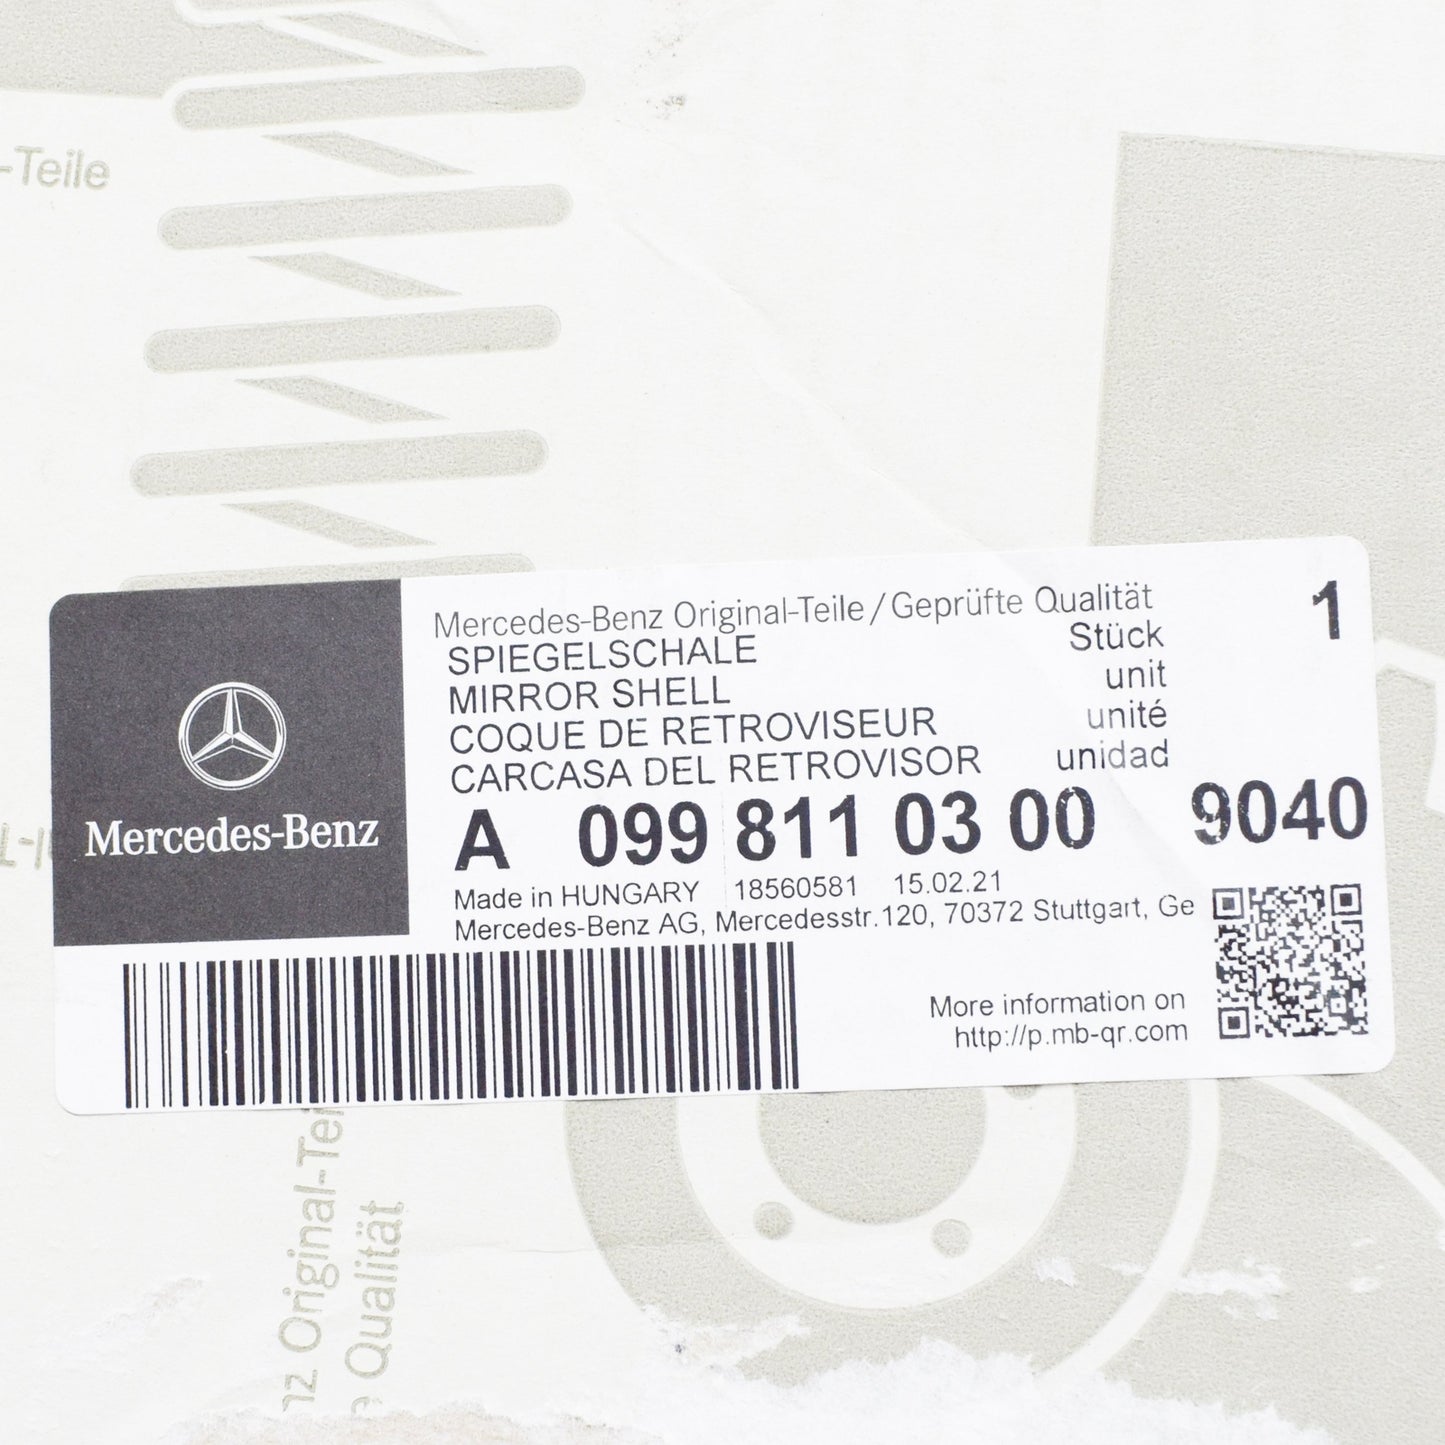 -Teile
Mercedes-Benz Original-Teile / Geprüfte Qualität
1
SPIEGELSCHALE Stück
MIRROR SHELL unit
COQUE DE RETROVISEUR unité
CARCASA DEL RETROVISOR unidad
Mercedes-Benz
A 099 811 03 00 9040
Made in HUNGARY 18560581 15.02.21
Mercedes-Benz AG, Mercedesstr.120, 70372 Stuttgart, Ge
More information on
http://p.mb-qr.com
nz Original-Teil
e Qualität